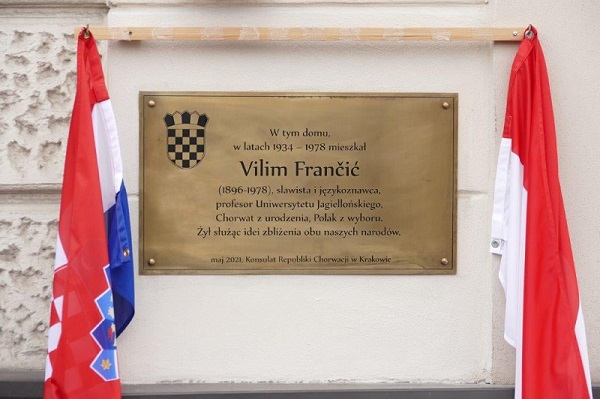 W tym domu,
w latach 1934 – 1978 mieszkał
Vilim Frančić
(1896-1978), slawista i językoznawca,
profesor Uniwersytetu Jagiellońskiego,
Chorwat z urodzenia, Polak z wyboru.
Żył służąc idei zbliżenia obu naszych narodów.
maj 2021, Konsulat Republiki Chorwacji w Krakowie